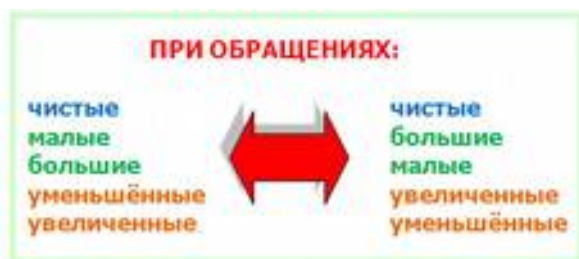 ПРИ ОБРАЩЕНИЯХ:
чистые
малые
большие
уменьшённые
увеличенные
чистые
большие
малые
увеличенные
уменьшённые